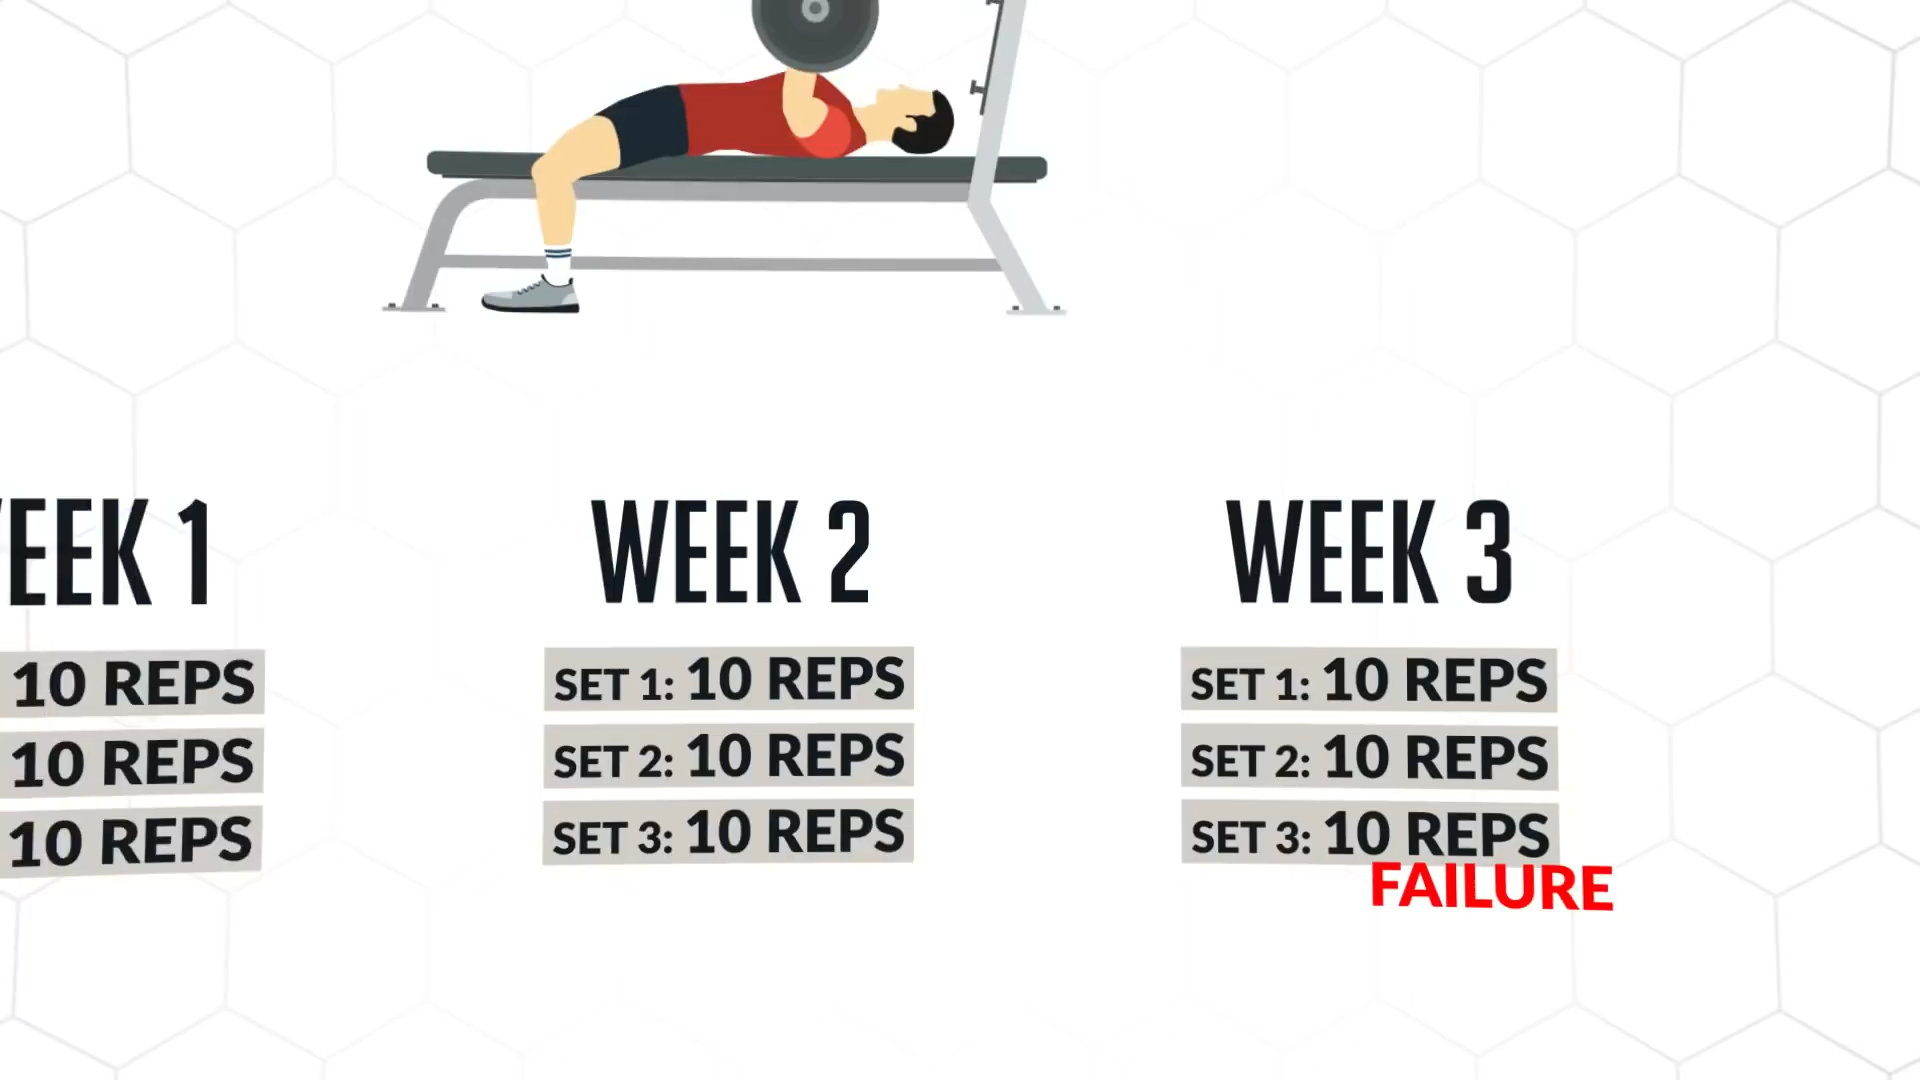 EEK 1
10 REPS
10 REPS
10 REPS
WEEK 2
SET 1: 10 REPS
SET 2: 10 REPS
SET 3: 10 REPS
WEEK 3
SET 1: 10 REPS
SET 2: 10 REPS
SET 3: 10 REPS
FAILURE